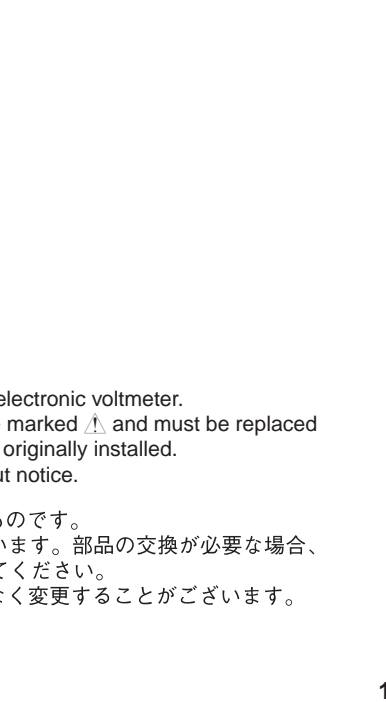 electronic voltmeter.
marked ⚠ and must be replaced
originally installed.
notice.
のです。
います。部品の交換が必要な場合、
てください。
なく変更することがございます。
1